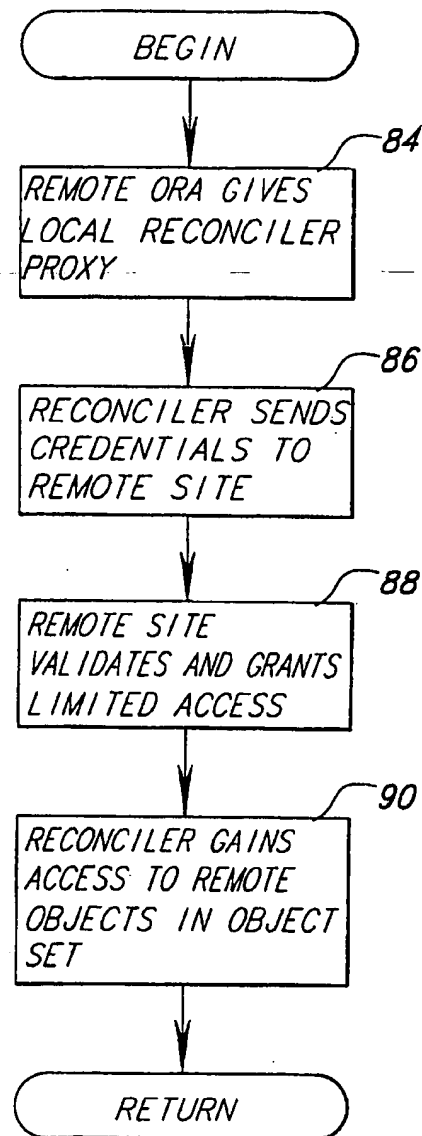 BEGIN
84
REMOTE ORA GIVES
LOCAL RECONCILER
PROXY
86
RECONCILER SENDS
CREDENTIALS TO
REMOTE SITE
88
REMOTE SITE
VALIDATES AND GRANTS
LIMITED ACCESS
90
RECONCILER GAINS
ACCESS TO REMOTE
OBJECTS IN OBJECT
SET
RETURN